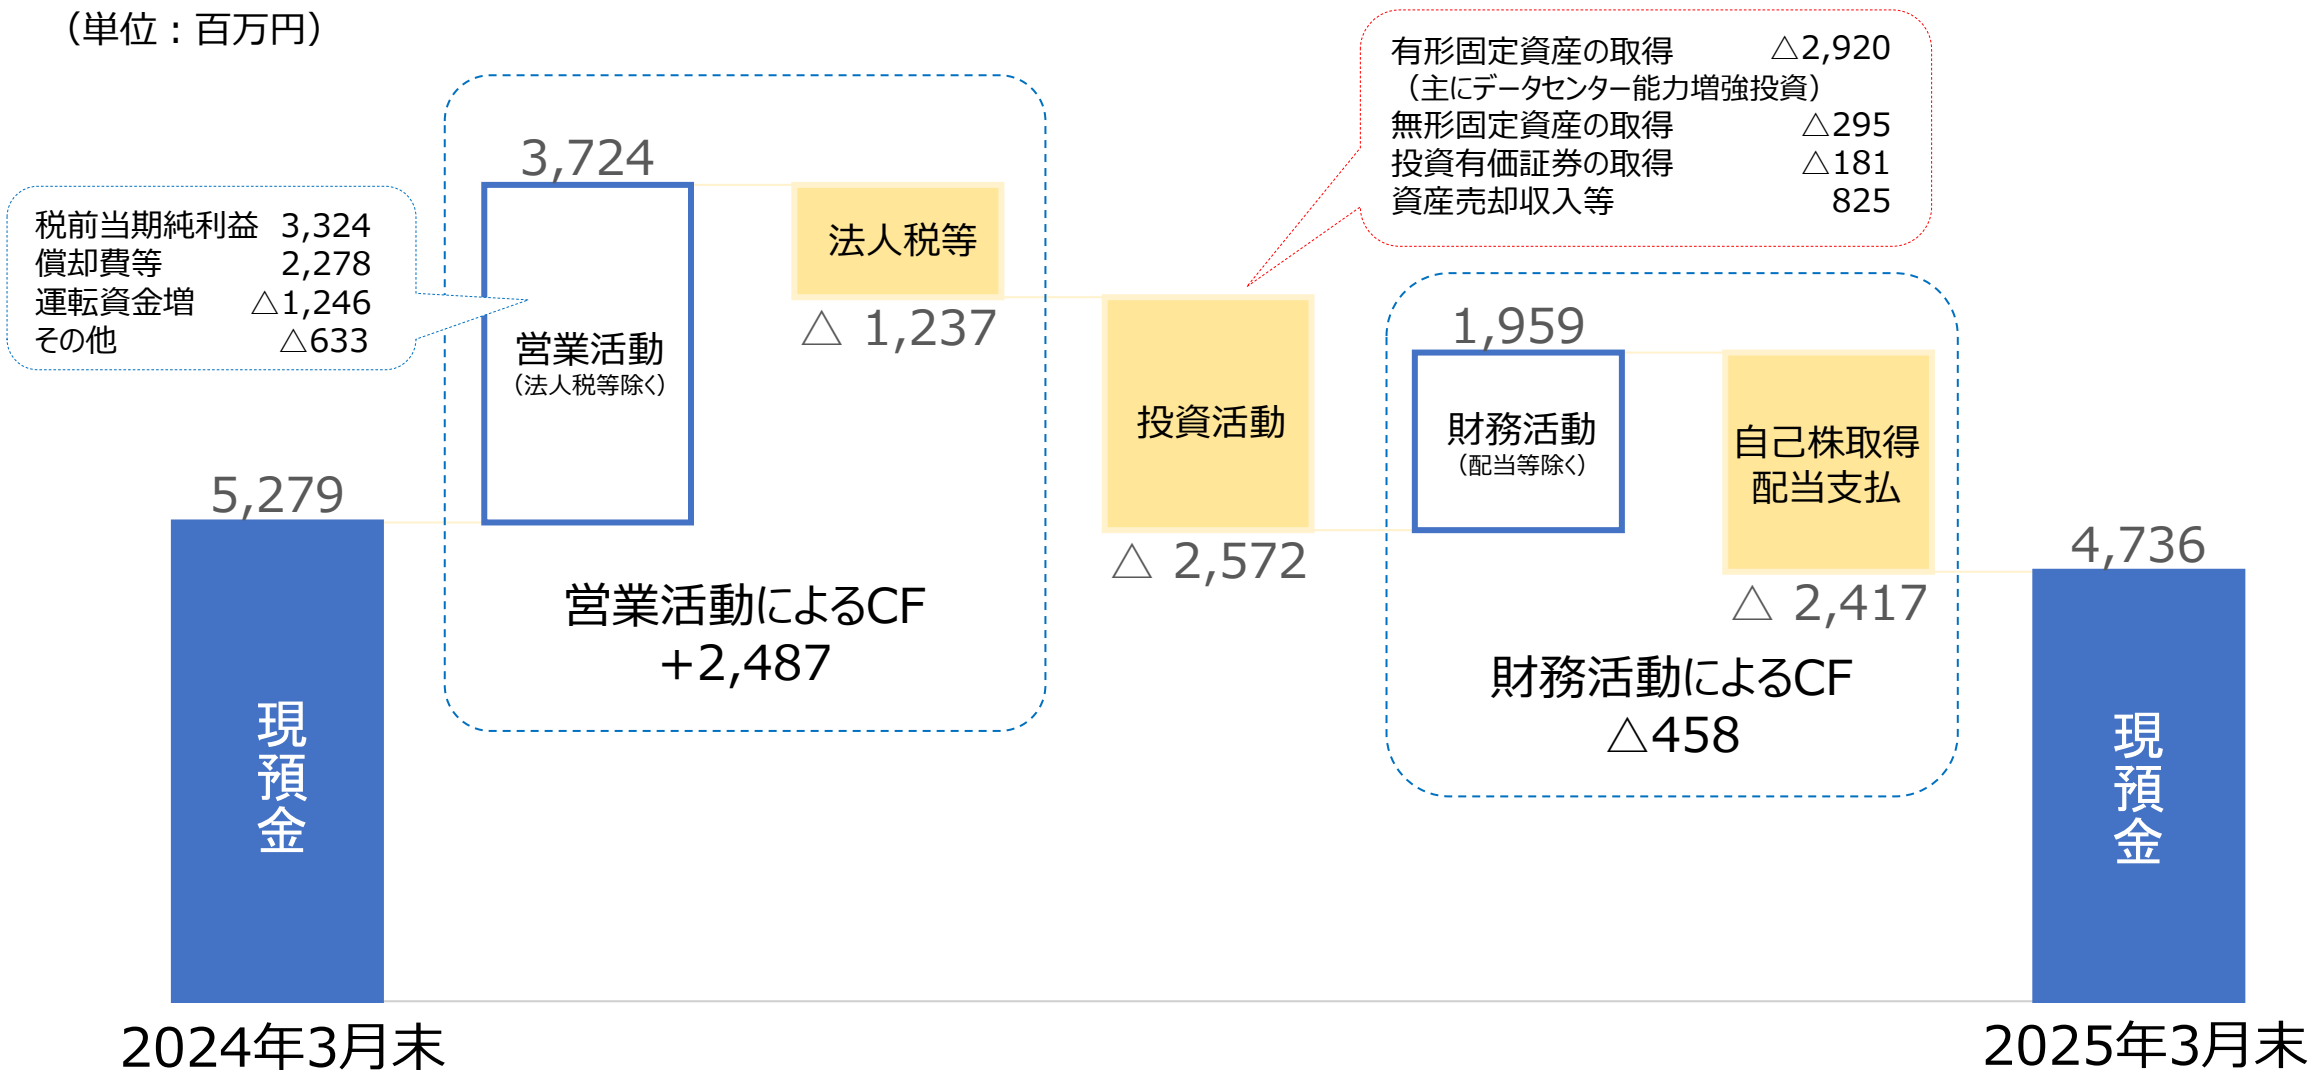 （単位：百万円）
有形固定資産の取得 △2,920
（主にデータセンター能力増強投資）
無形固定資産の取得 △295
投資有価証券の取得 △181
資産売却収入等 825
税前当期純利益 3,324
償却費等 2,278
運転資金増 △1,246
その他 △633
5,279
現預金
2024年3月末
3,724
営業活動
（法人税等除く）
法人税等
△ 1,237
営業活動によるCF
+2,487
投資活動
△ 2,572
1,959
財務活動
（配当等除く）
自己株取得
配当支払
△ 2,417
財務活動によるCF
△458
4,736
現預金
2025年3月末